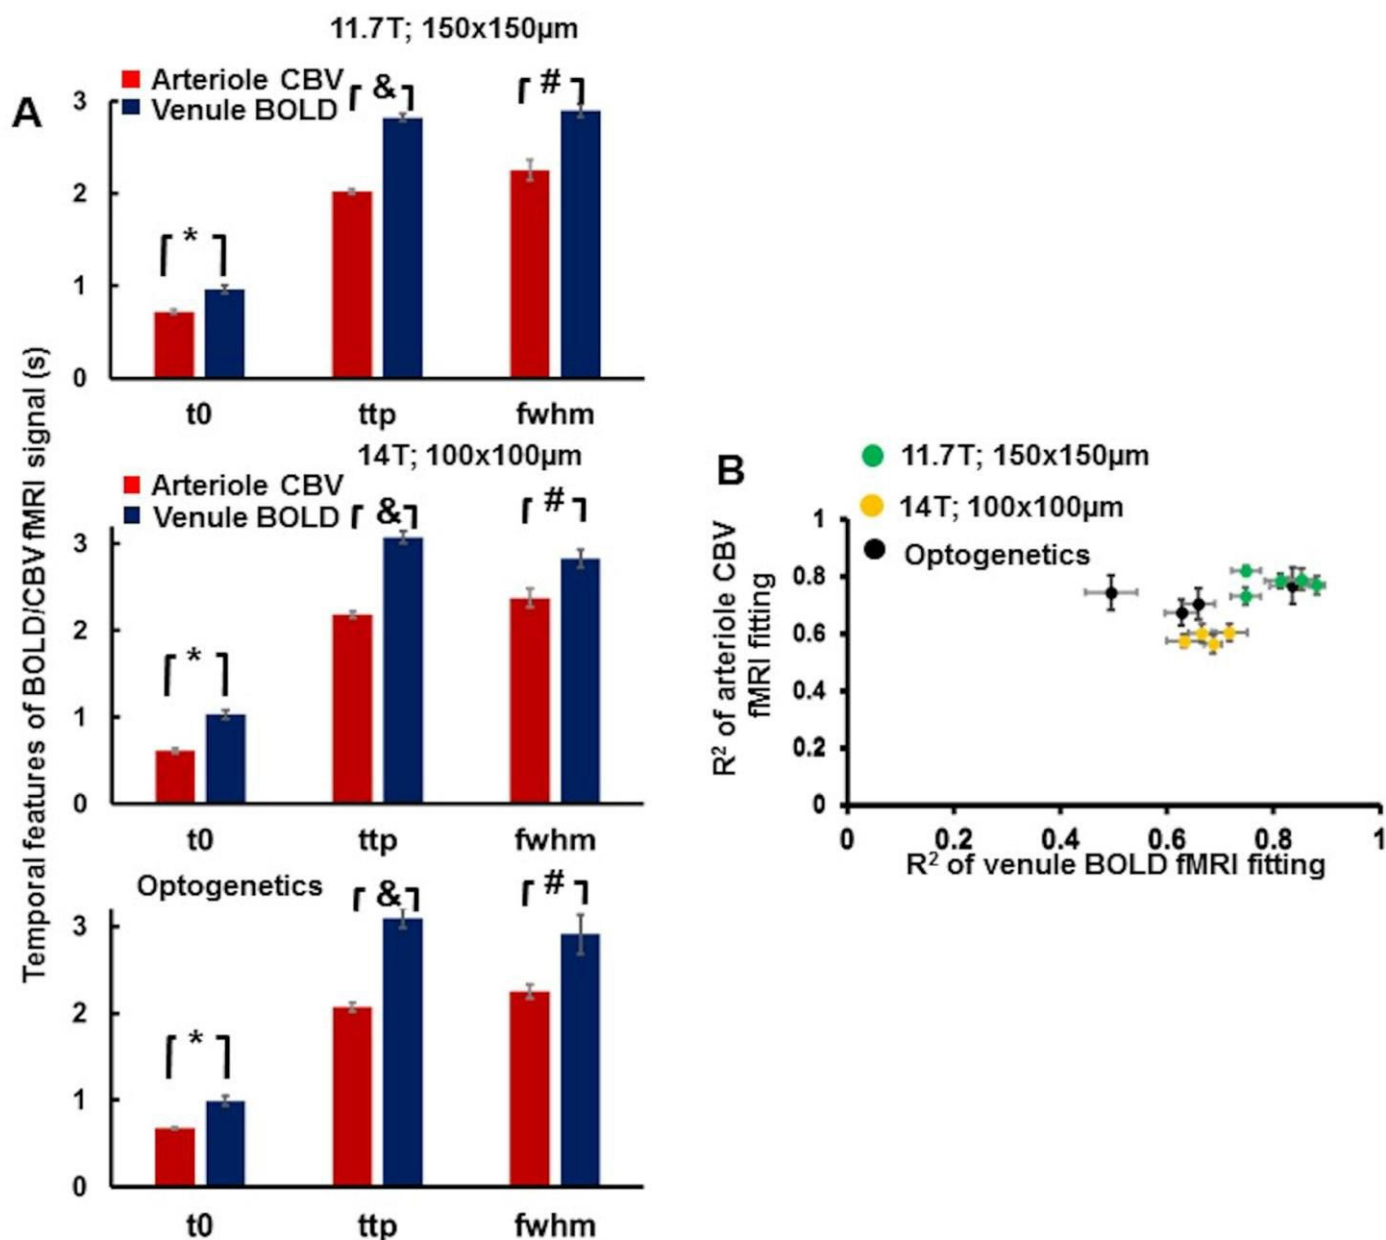 11.7T; 150x150µm
A
Arteriole CBV
Venule BOLD
&
#
*
3
2
1
0
t0 ttp fwhm
Temporal features of BOLD/CBV fMRI signal (s)
14T; 100x100µm
Arteriole CBV
Venule BOLD
&
#
*
3
2
1
0
t0 ttp fwhm
Optogenetics
&
#
*
3
2
1
0
t0 ttp fwhm
B
11.7T; 150x150µm
14T; 100x100µm
Optogenetics
R² of arteriole CBV
fMRI fitting
1
0.8
0.6
0.4
0.2
0
0 0.2 0.4 0.6 0.8 1
R² of venule BOLD fMRI fitting